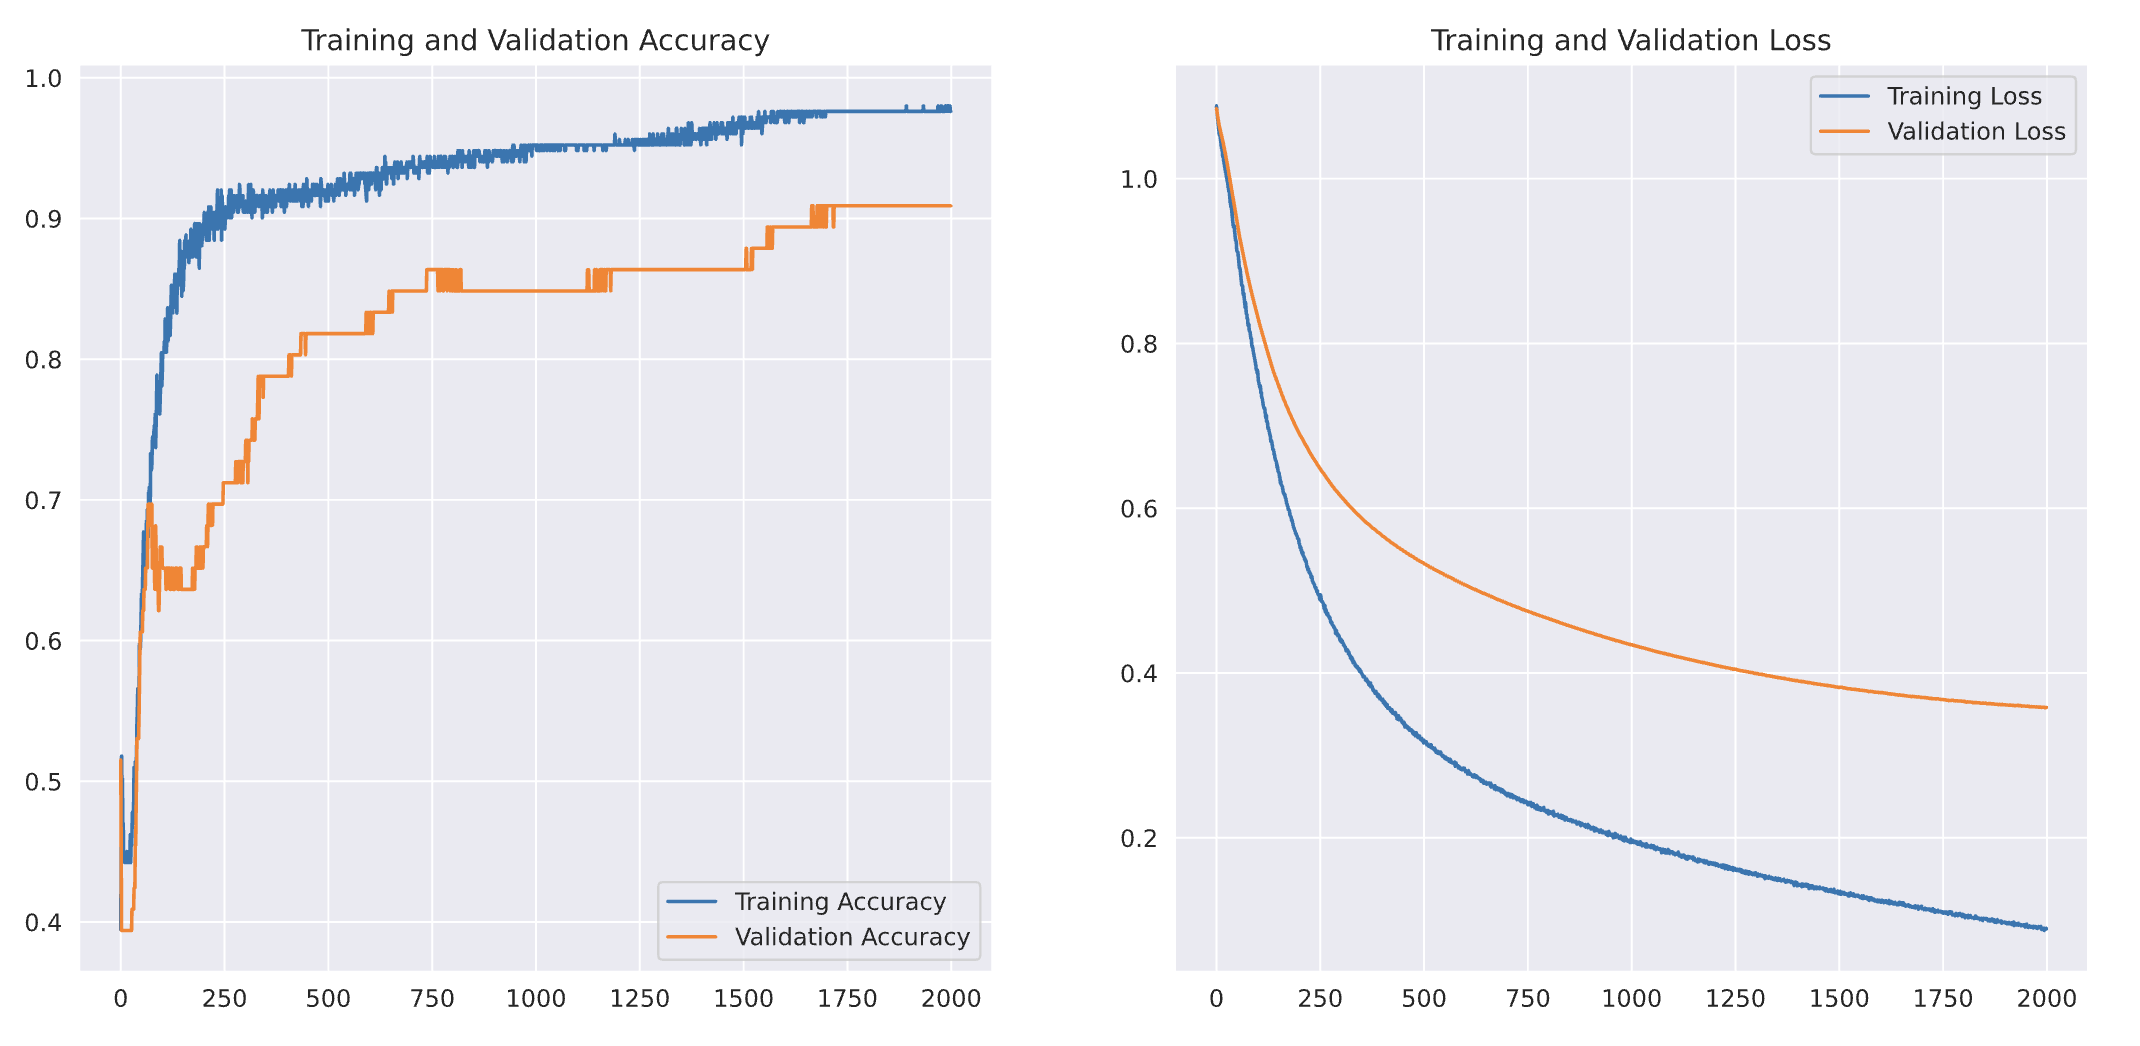 Training and Validation Accuracy
1.0
0.9
0.8
0.7
0.6
0.5
0.4
0 250 500 750 1000 1250 1500 1750 2000
Training Accuracy
Validation Accuracy
Training and Validation Loss
1.0
0.8
0.6
0.4
0.2
0 250 500 750 1000 1250 1500 1750 2000
Training Loss
Validation Loss